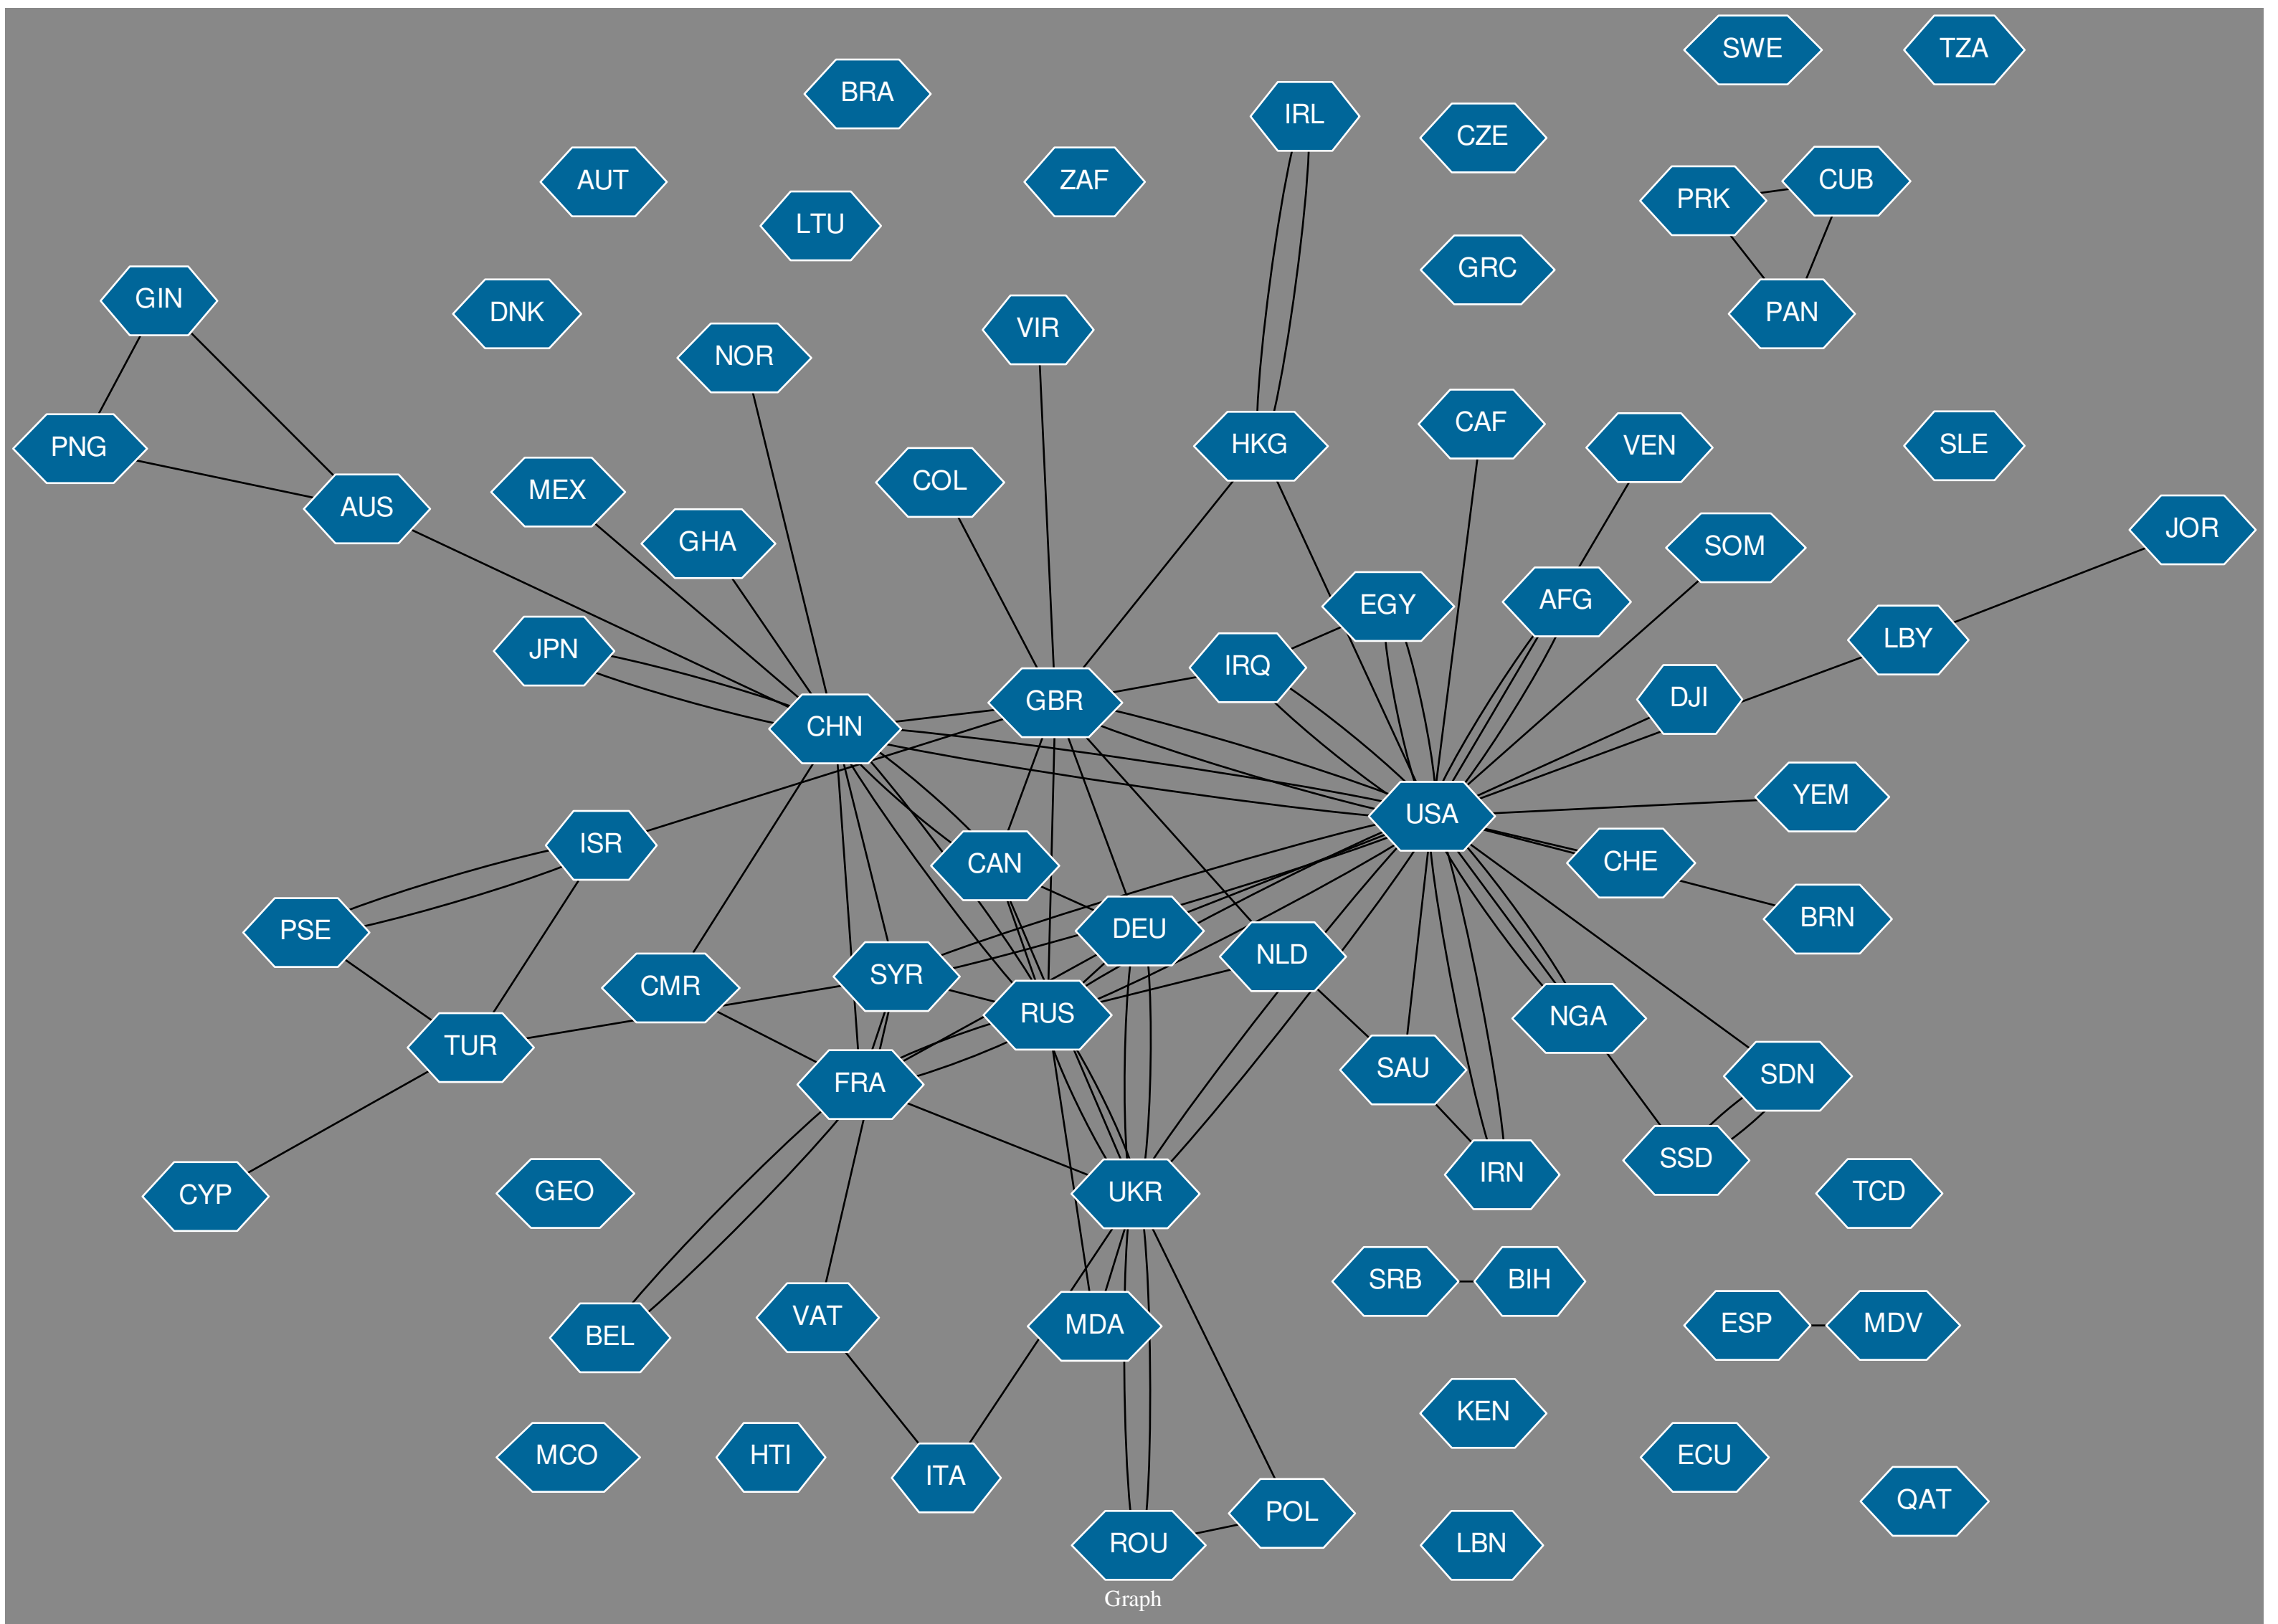 SWE
TZA
BRA
IRL
CZE
AUT
ZAF
CUB
PRK
LTU
GRC
GIN
DNK
PAN
VIR
NOR
CAF
HKG
VEN
SLE
PNG
COL
MEX
AUS
JOR
GHA
SOM
AFG
EGY
LBY
JPN
IRQ
DJI
GBR
CHN
YEM
USA
ISR
CAN
CHE
BRN
PSE
DEU
NLD
SYR
CMR
RUS
NGA
TUR
SAU
SDN
FRA
SSD
IRN
GEO
UKR
TCD
CYP
SRB
BIH
VAT
MDA
ESP
MDV
BEL
KEN
MCO
HTI
ECU
ITA
QAT
POL
ROU
LBN
Graph